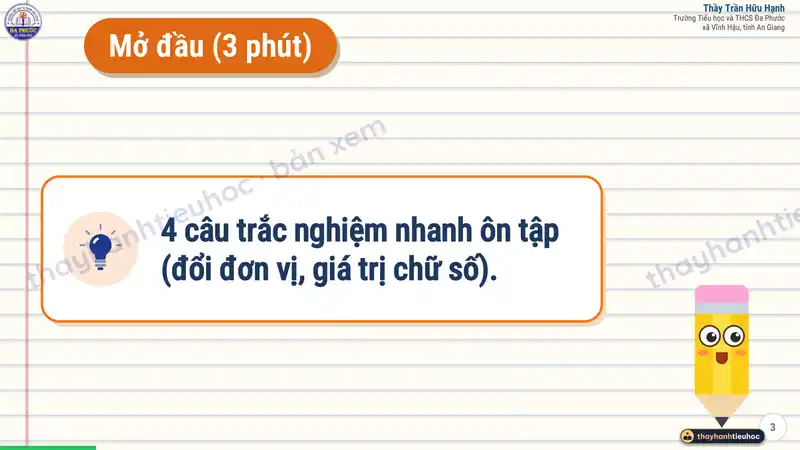 Thầy Trần Hữu Hạnh
Trường Tiểu học và THCS Đa Phước
xã Vĩnh Hậu, tỉnh An Giang
ĐA PHƯỚC
Mở đầu (3 phút)
thayhanhtieuhoc · bản xem
4 câu trắc nghiệm nhanh ôn tập
(đổi đơn vị, giá trị chữ số).
thayhanhtie
thayhanhtieuhoc
3